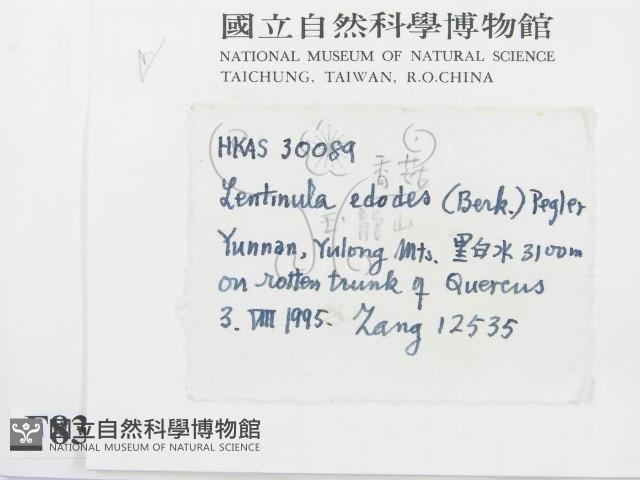 國立自然科學博物館
NATIONAL MUSEUM OF NATURAL SCIENCE
TAICHUNG, TAIWAN, R.O.CHINA
HKAS 30089
香菇
Lentinula edodes (Berk.) Pegler
玉龍山
Yunnan, Yulong Mts. 黑白水 3100m
on rotten trunk of Quercus
3. VIII 1995. Zang 12535
國立自然科學博物館
NATIONAL MUSEUM OF NATURAL SCIENCE